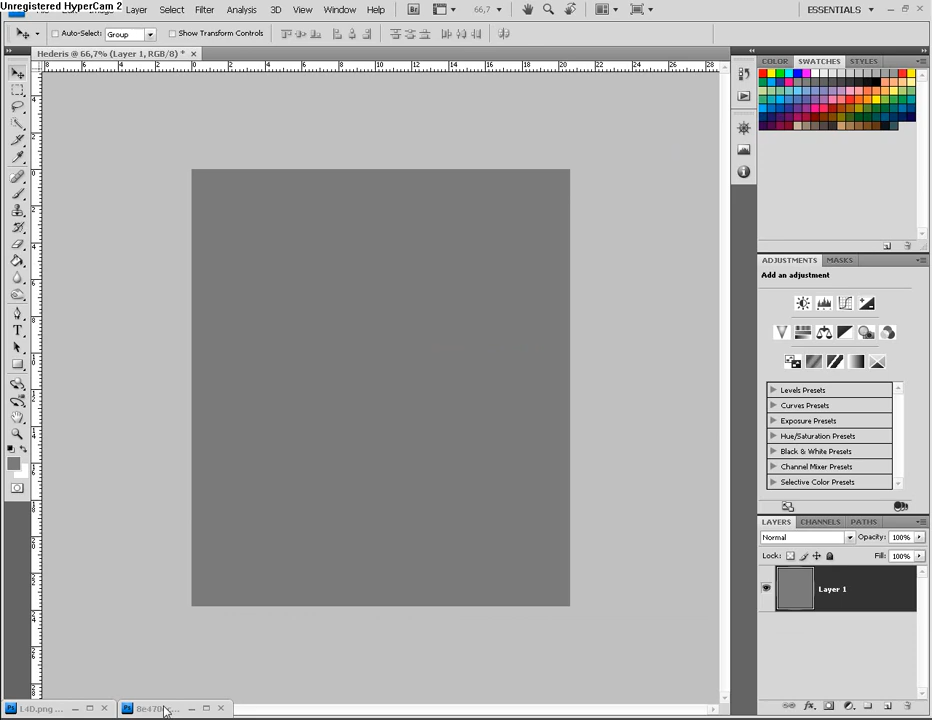 Unregistered HyperCam 2
Layer Select Filter Analysis 3D View Window Help Br 66,7 ESSENTIALS
Auto-Select: Group Show Transform Controls
Hederis @ 66,7% (Layer 1, RGB/8) *
COLOR SWATCHES STYLES
ADJUSTMENTS MASKS
Add an adjustment
Levels Presets
Curves Presets
Exposure Presets
Hue/Saturation Presets
Black & White Presets
Channel Mixer Presets
Selective Color Presets
LAYERS CHANNELS PATHS
Normal Opacity: 100%
Lock: Fill: 100%
Layer 1
L4D.png ...